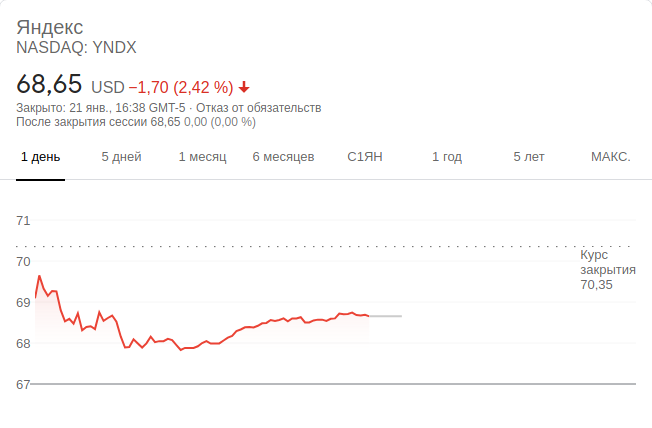 Яндекс
NASDAQ: YNDX
68,65 USD −1,70 (2,42 %)
Закрыто: 21 янв., 16:38 GMT-5 · Отказ от обязательств
После закрытия сессии 68,65 0,00 (0,00 %)
1 день 5 дней 1 месяц 6 месяцев С1ЯН 1 год 5 лет МАКС.
71
70
69
68
67
Курс
закрытия
70,35